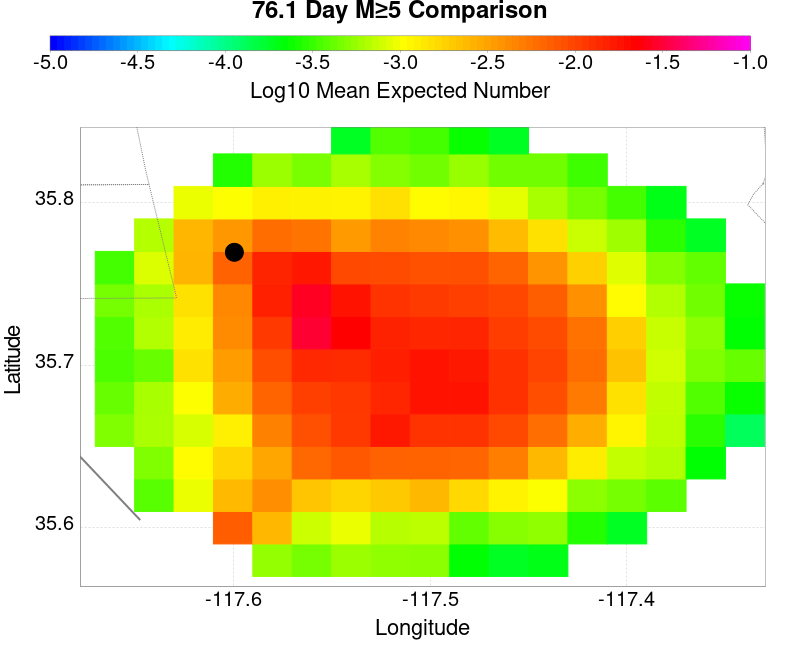 76.1 Day M≥5 Comparison
-5.0 -4.5 -4.0 -3.5 -3.0 -2.5 -2.0 -1.5 -1.0
Log10 Mean Expected Number
35.8
35.7
35.6
Latitude
-117.6 -117.5 -117.4
Longitude